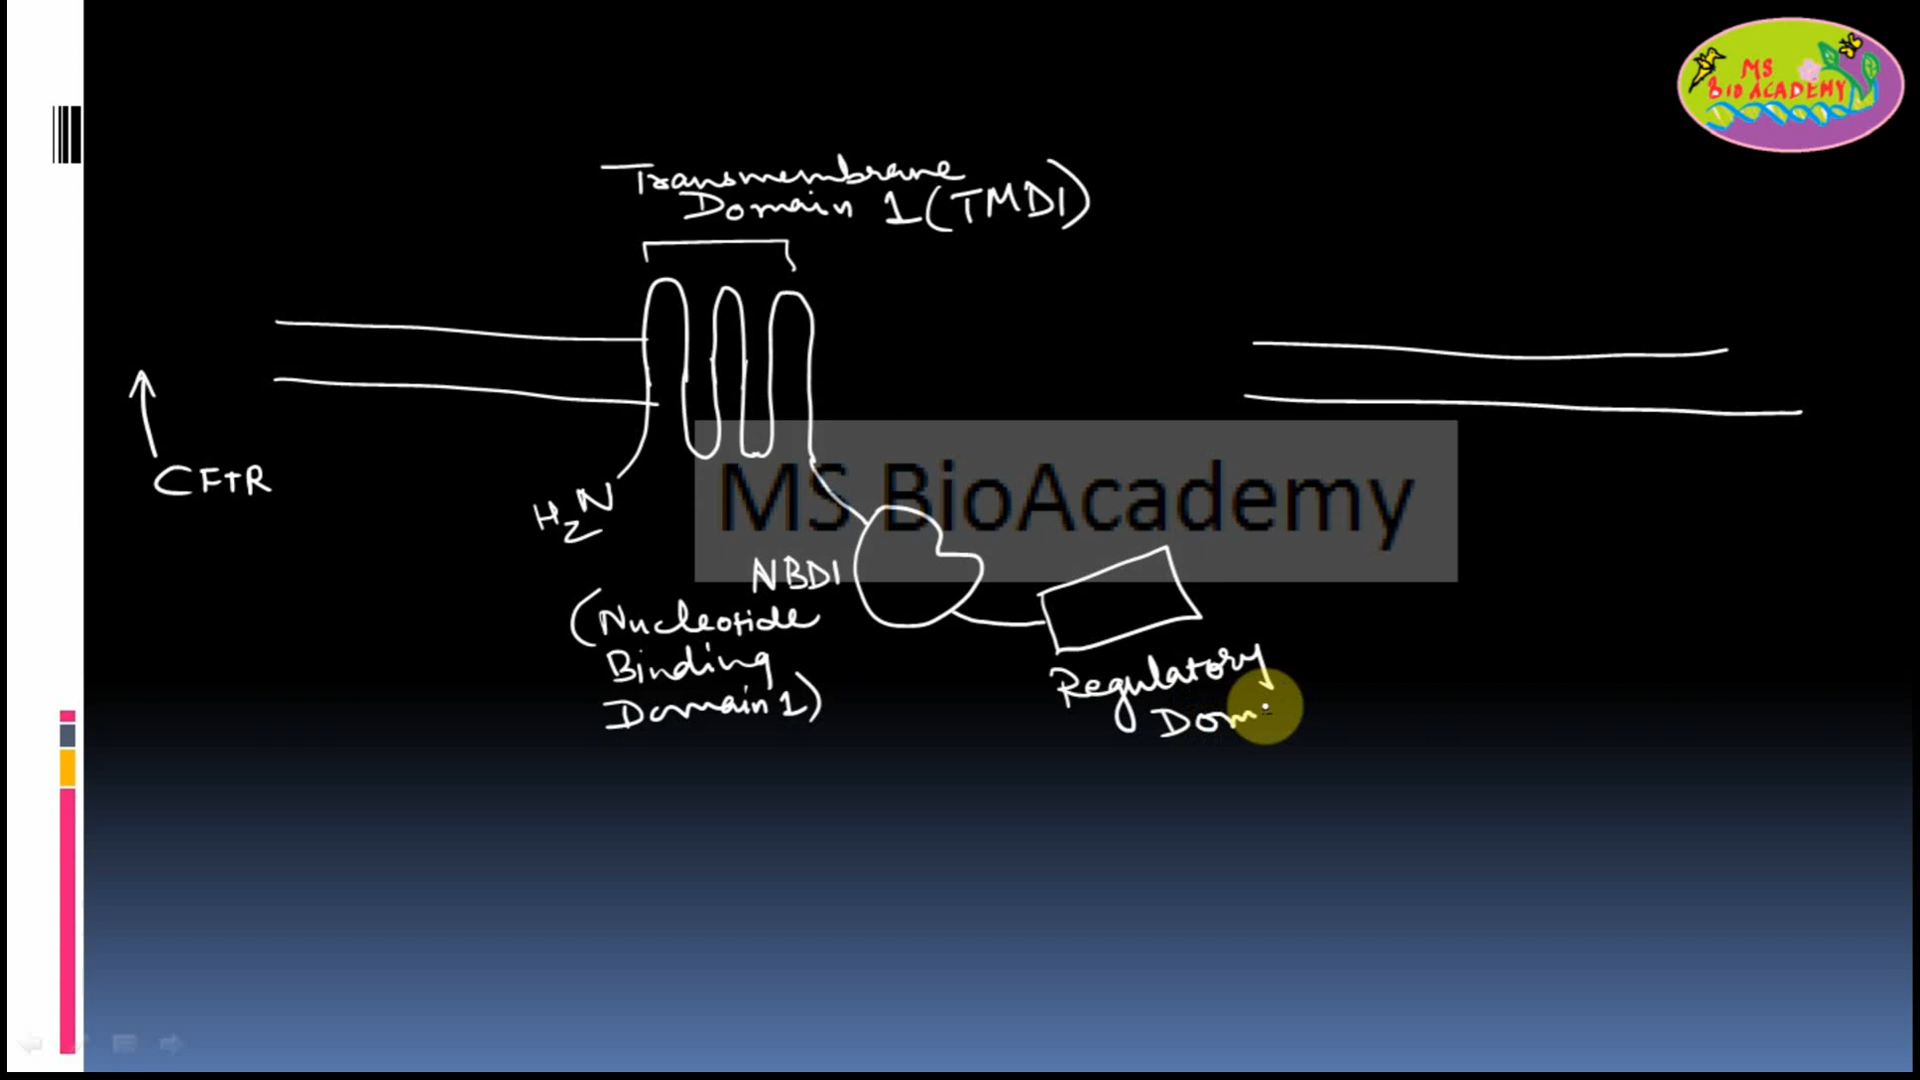 MS
BIO ACADEMY
Transmembrane
Domain 1 (TMD1)
CFTR
H2N
MS BioAcademy
NBD1
(Nucleotide
Binding
Domain 1)
Regulatory
Dom